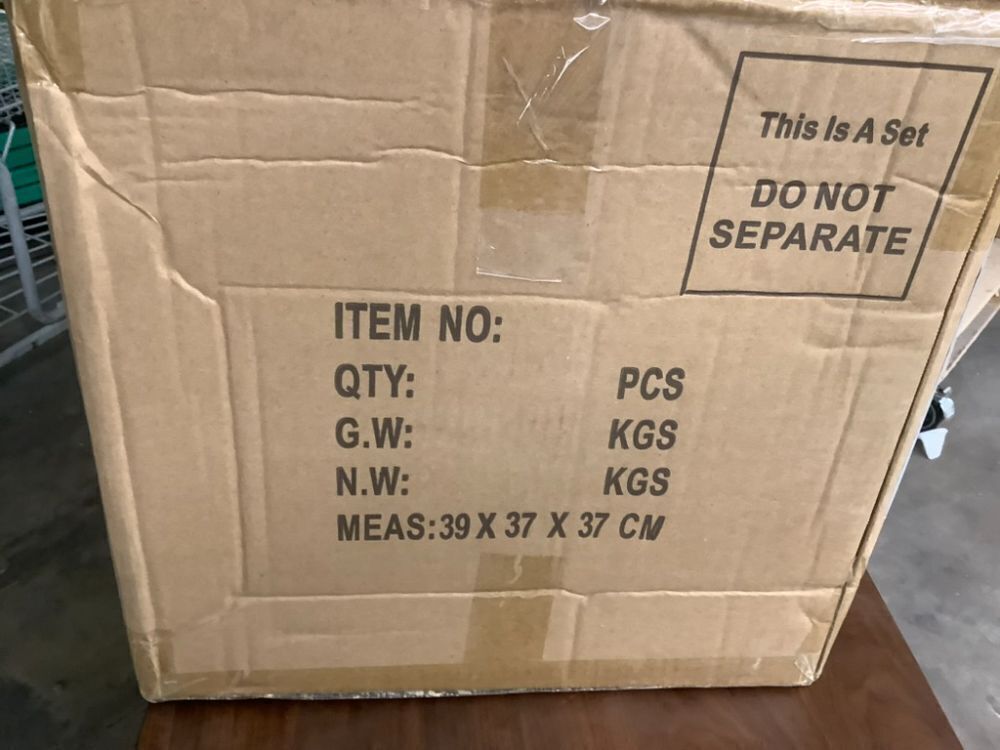 This Is A Set
DO NOT
SEPARATE
ITEM NO:
QTY: PCS
G.W: KGS
N.W: KGS
MEAS:39 X 37 X 37 CM